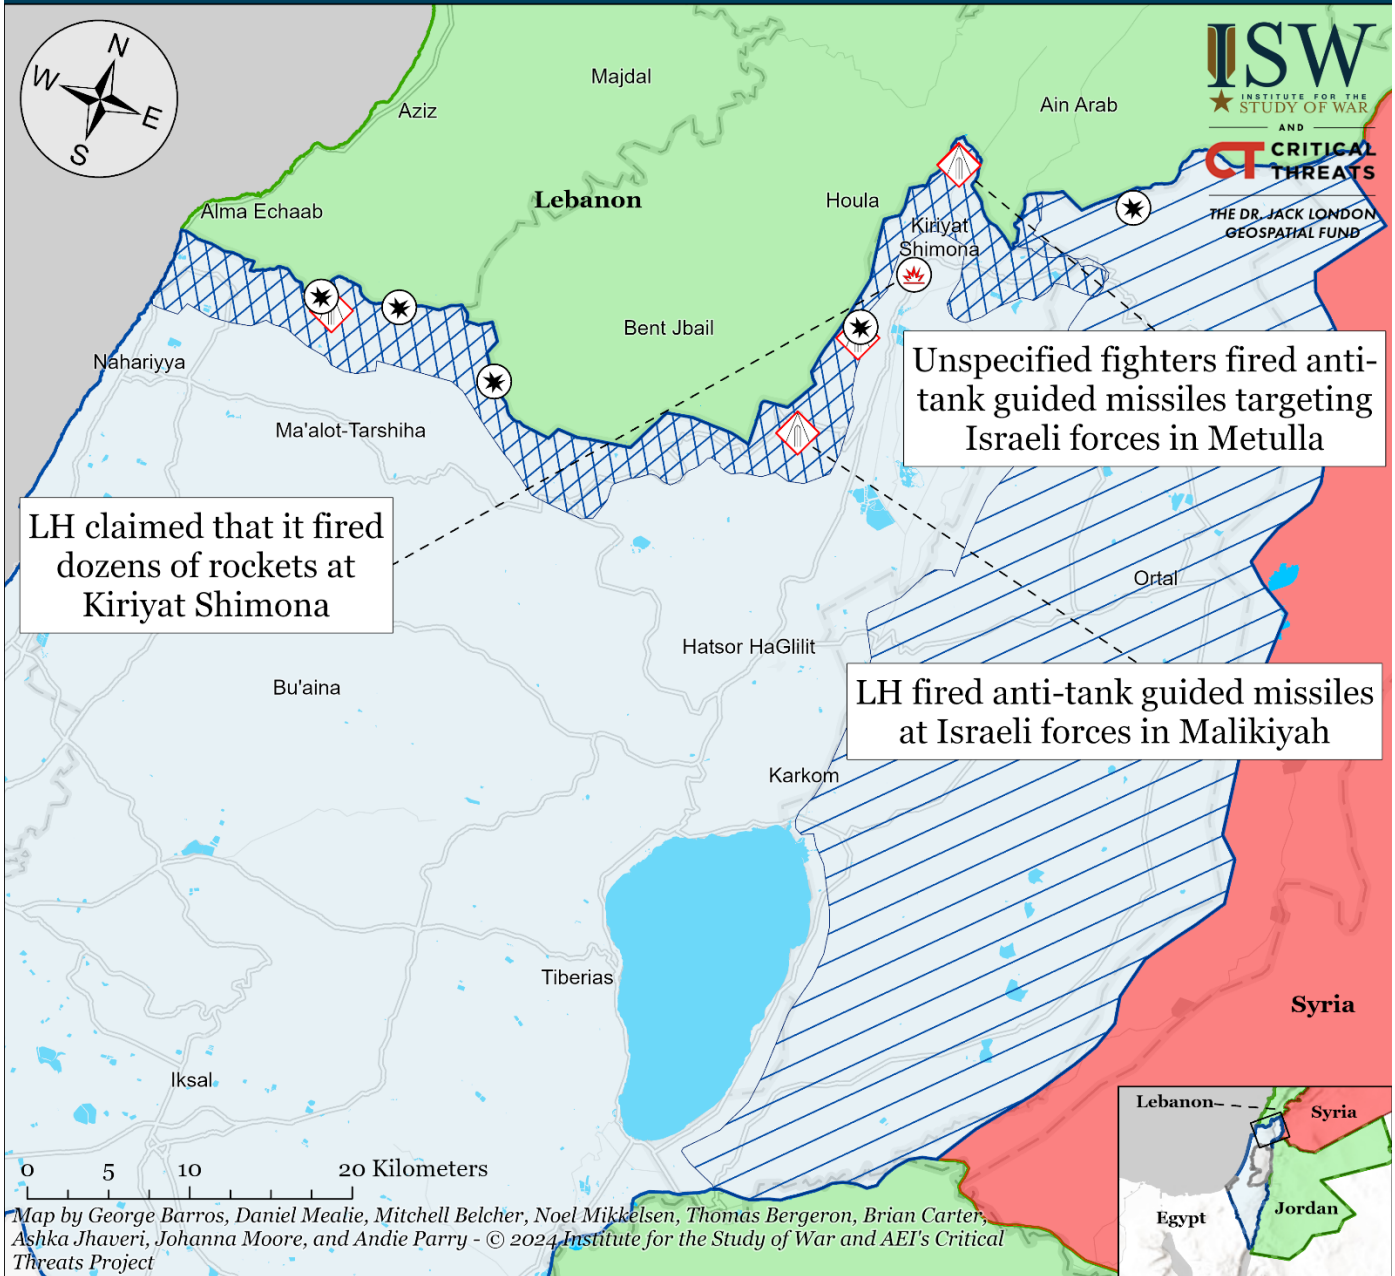 N
W
E
S
Majdal
Aziz
Ain Arab
ISW
INSTITUTE FOR THE
STUDY OF WAR
AND
CT CRITICAL
THREATS
THE DR. JACK LONDON
GEOSPATIAL FUND
Lebanon
Houla
Alma Echaab
Kiriyat
Shimona
Bent Jbail
Nahariyya
Ma'alot-Tarshiha
Unspecified fighters fired anti-
tank guided missiles targeting
Israeli forces in Metulla
LH claimed that it fired
dozens of rockets at
Kiriyat Shimona
Ortal
Hatsor HaGlilit
Bu'aina
LH fired anti-tank guided missiles
at Israeli forces in Malikiyah
Karkom
Tiberias
Syria
Iksal
Lebanon
Syria
Egypt
Jordan
0 5 10 20 Kilometers
Map by George Barros, Daniel Mealie, Mitchell Belcher, Noel Mikkelsen, Thomas Bergeron, Brian Carter,
Ashka Jhaveri, Johanna Moore, and Andie Parry - © 2024 Institute for the Study of War and AEI's Critical
Threats Project